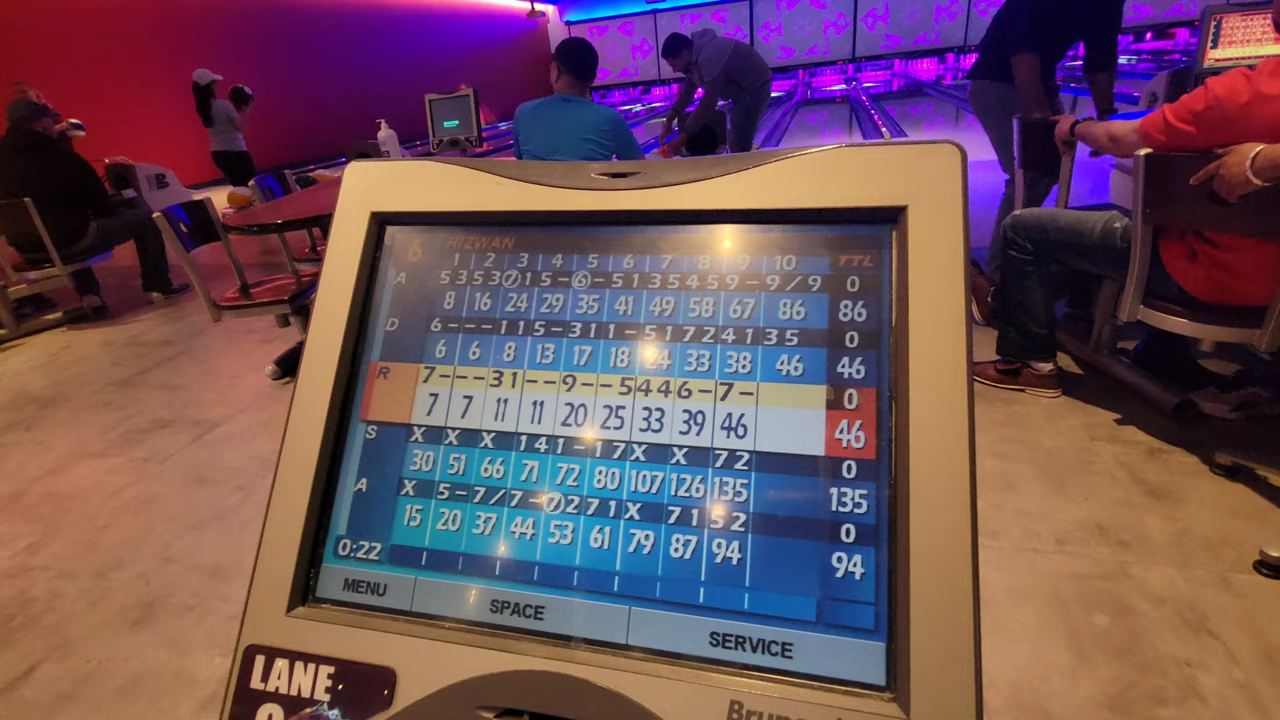 6 RIZWAN
1 2 3 4 5 6 7 8 9 10 TTL
A 5 3 5 3 7 1 5 - 6 - 5 1 3 5 4 5 9 - 9 / 9 0
8 16 24 29 35 41 49 58 67 86 86
D 6 - - - 1 1 5 - 3 1 1 - 5 1 7 2 4 1 3 5 0
6 6 8 13 17 18 24 33 38 46 46
R 7 - - - 3 1 - - 9 - - 5 4 4 6 - 7 - 0
7 7 11 11 20 25 33 39 46 46
S X X X 1 4 1 - 1 7 X X 7 2 0
30 51 66 71 72 80 107 126 135 135
A X 5 - 7 / 7 - 7 2 7 1 X 7 1 5 2 0
15 20 37 44 53 61 79 87 94 94
0:22
MENU SPACE SERVICE
LANE